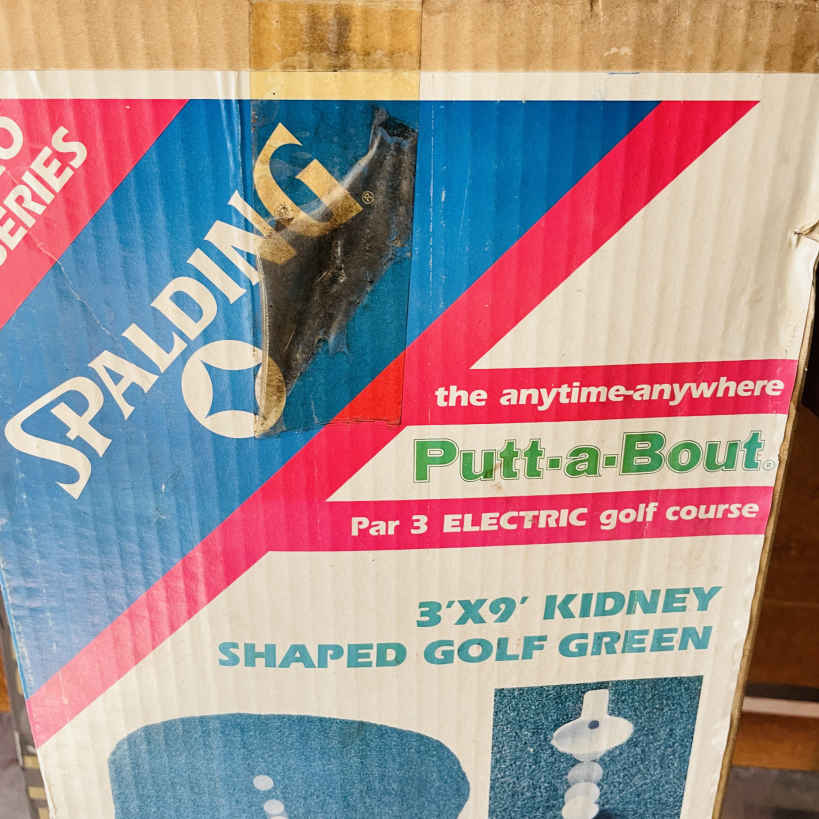 SERIES
SPALDING®
the anytime-anywhere
Putt-a-Bout®
Par 3 ELECTRIC golf course
3'X9' KIDNEY
SHAPED GOLF GREEN